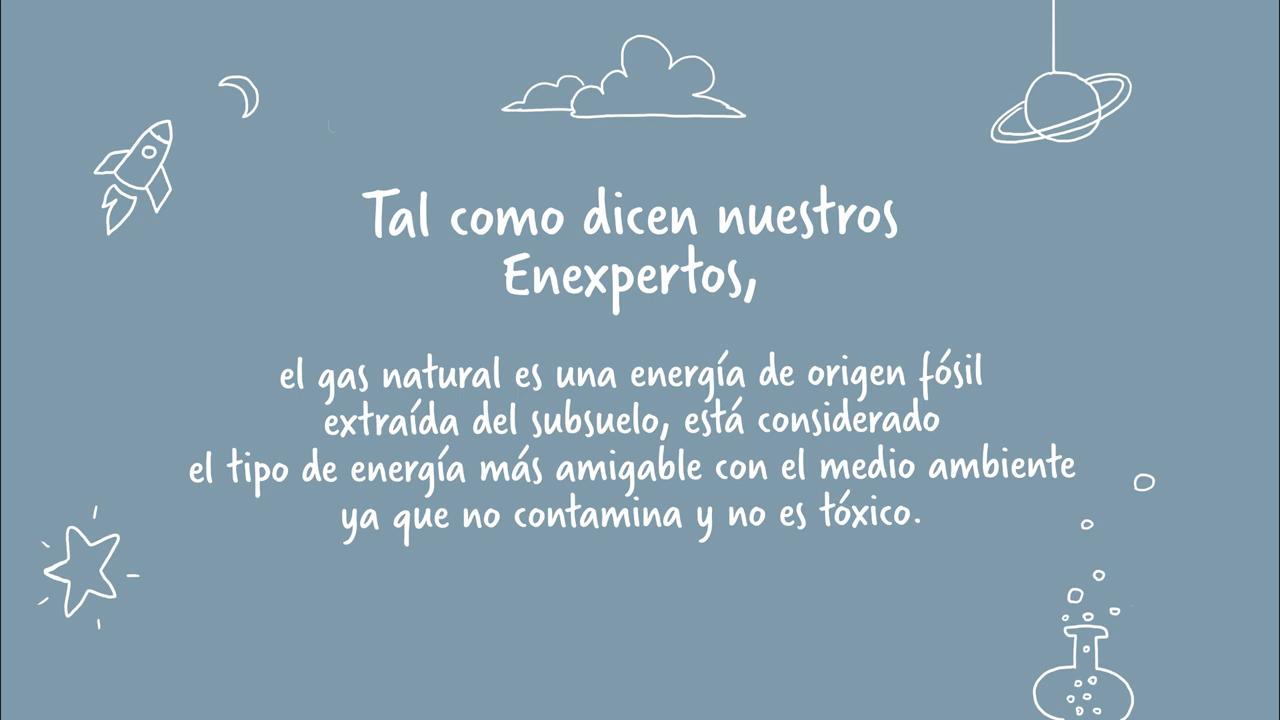 Tal como dicen nuestros
Enexpertos,
el gas natural es una energía de origen fósil
extraída del subsuelo, está considerado
el tipo de energía más amigable con el medio ambiente
ya que no contamina y no es tóxico.